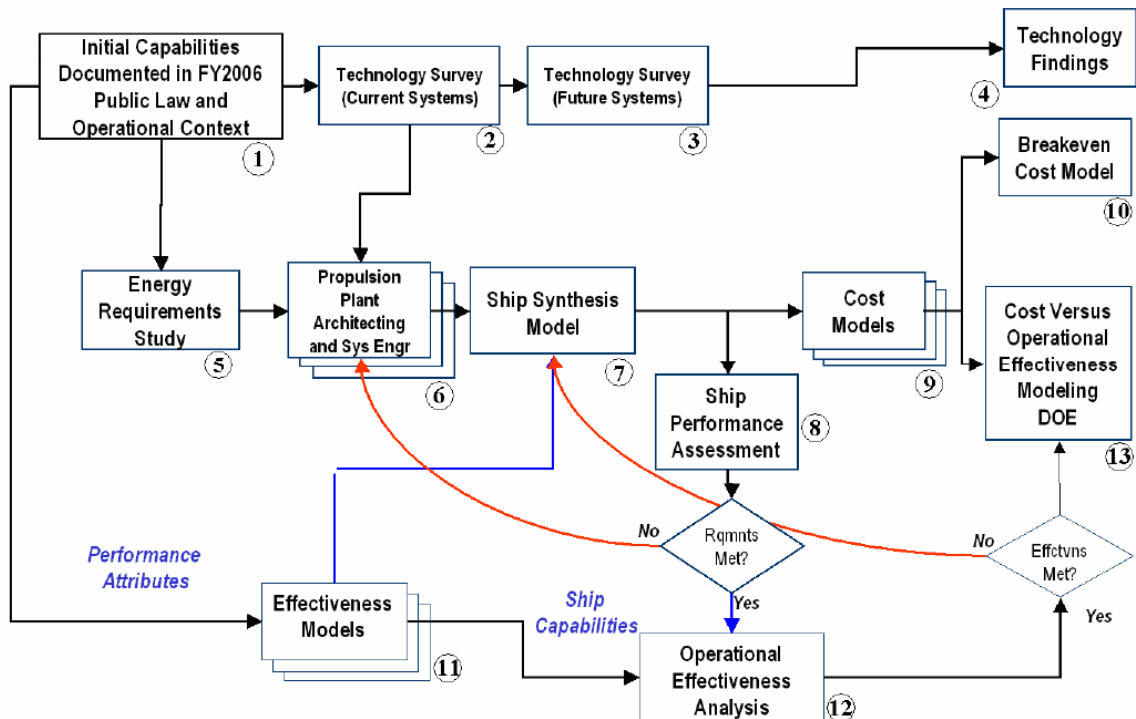 Initial Capabilities
Documented in FY2006
Public Law and
Operational Context
1
Technology Survey
(Current Systems)
2
Technology Survey
(Future Systems)
3
Technology
Findings
4
Breakeven
Cost Model
10
Energy
Requirements
Study
5
Propulsion
Plant
Architecting
and Sys Engr
6
Ship Synthesis
Model
7
Ship
Performance
Assessment
8
Cost
Models
9
Cost Versus
Operational
Effectiveness
Modeling
DOE
13
No
Rqmnts
Met?
Yes
No
Effctvns
Met?
Yes
Performance
Attributes
Effectiveness
Models
11
Ship
Capabilities
Operational
Effectiveness
Analysis
12